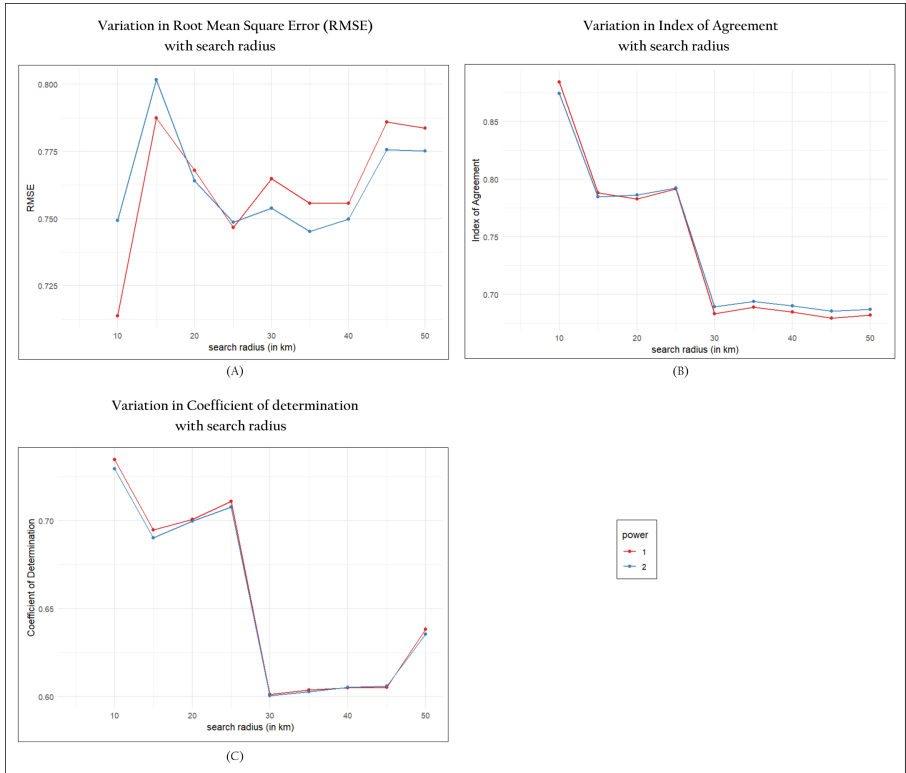 Variation in Root Mean Square Error (RMSE)
with search radius
0.800
0.775
0.750
0.725
RMSE
10 20 30 40 50
search radius (in km)
(A)
Variation in Index of Agreement
with search radius
0.85
0.80
0.75
0.70
Index of Agreement
10 20 30 40 50
search radius (in km)
(B)
Variation in Coefficient of determination
with search radius
0.70
0.65
0.60
Coefficient of Determination
10 20 30 40 50
search radius (in km)
(C)
power
1
2